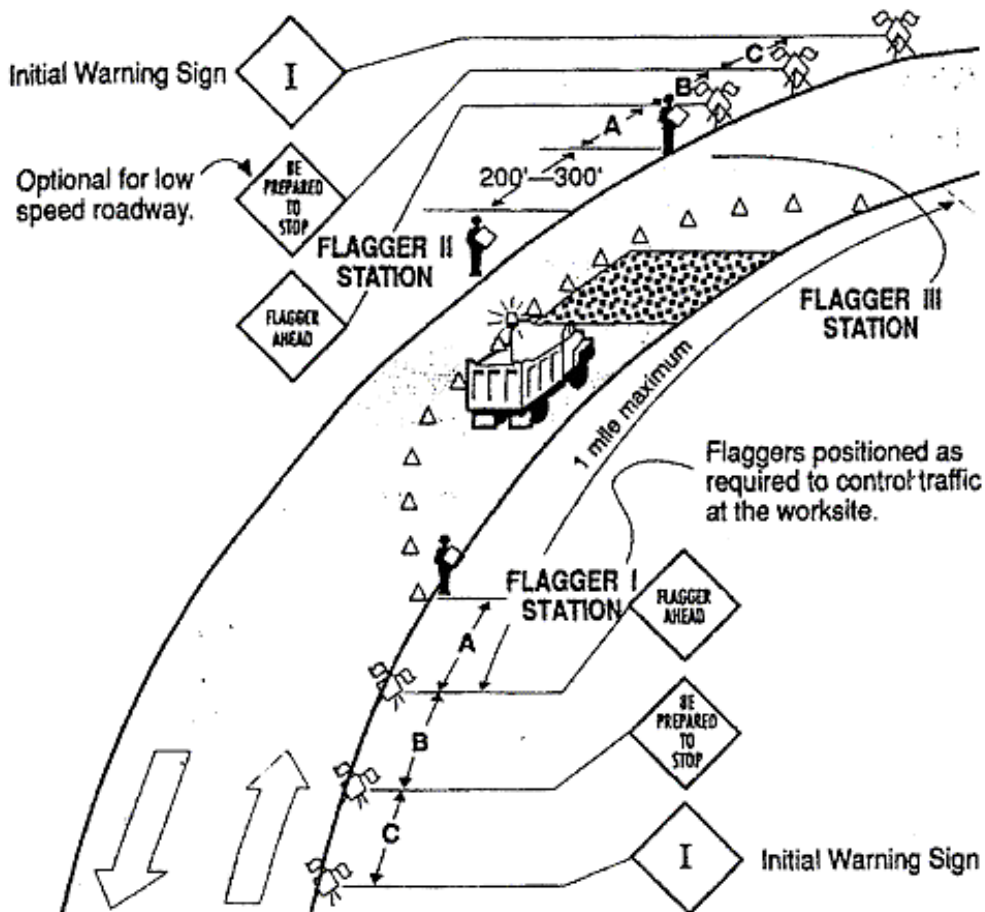 Initial Warning Sign
I
C
B
A
200'—300'
BE
PREPARED
TO
STOP
Optional for low
speed roadway.
FLAGGER II
STATION
FLAGGER
AHEAD
FLAGGER III
STATION
1 mile maximum
Flaggers positioned as
required to control traffic
at the worksite.
FLAGGER I
STATION
FLAGGER
AHEAD
A
B
BE
PREPARED
TO
STOP
C
I
Initial Warning Sign